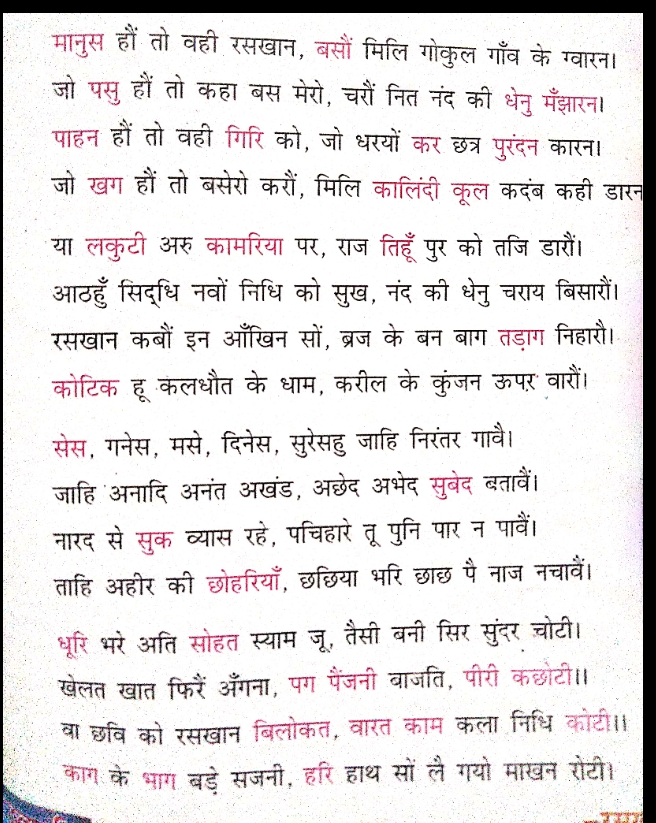 मानुस हौं तो वही रसखान, बसौं मिलि गोकुल गाँव के ग्वारन।
जो पसु हौं तो कहा बस मेरो, चरौं नित नंद की धेनु मँझारन।
पाहन हौं तो वही गिरि को, जो धरयों कर छत्र पुरंदन कारन।
जो खग हौं तो बसेरो करौं, मिलि कालिंदी कूल कदंब कही डारन
या लकुटी अरु कामरिया पर, राज तिहूँ पुर को तजि डारौं।
आठहुँ सिद्धि नवों निधि को सुख, नंद की धेनु चराय बिसारौं।
रसखान कबौं इन आँखिन सों, ब्रज के बन बाग तड़ाग निहारौ।
कोटिक हू कलधौत के धाम, करील के कुंजन ऊपर वारौं।
सेस, गनेस, मसे, दिनेस, सुरेसहु जाहि निरंतर गावै।
जाहि अनादि अनंत अखंड, अछेद अभेद सुबेद बतावैं।
नारद से सुक व्यास रहे, पचिहारे तू पुनि पार न पावैं।
ताहि अहीर की छोहरियाँ, छछिया भरि छाछ पै नाज नचावैं।
धूरि भरे अति सोहत स्याम जू, तैसी बनी सिर सुंदर चोटी।
खेलत खात फिरैं अँगना, पग पैंजनी बाजति, पीरी कछोटी॥
वा छवि को रसखान बिलोकत, वारत काम कला निधि कोटी॥
काग के भाग बड़े सजनी, हरि हाथ सों लै गयो माखन रोटी।